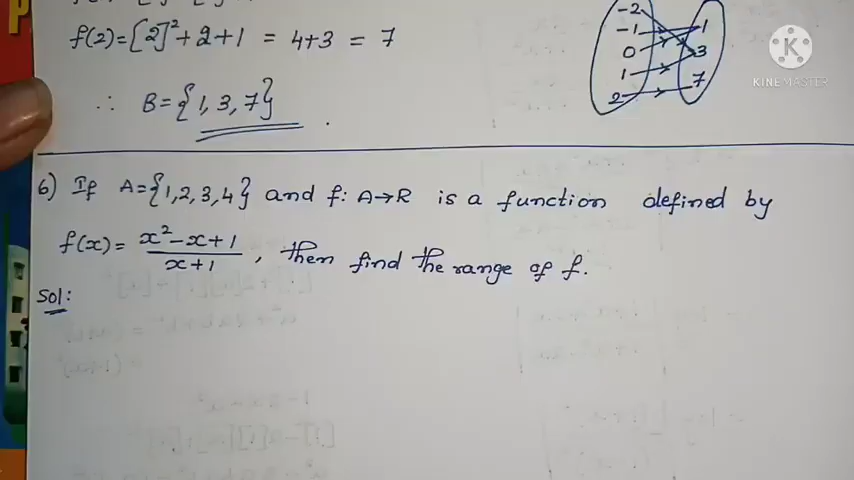 f(2) = [2]² + 2 + 1 = 4+3 = 7
∴ B = {1, 3, 7}
-2
-1
0
1
2
1
3
7
K
KINEMASTER
6) If A = {1,2,3,4} and f: A→R is a function defined by
f(x) = (x² - x + 1)/(x + 1), then find the range of f.
Sol: